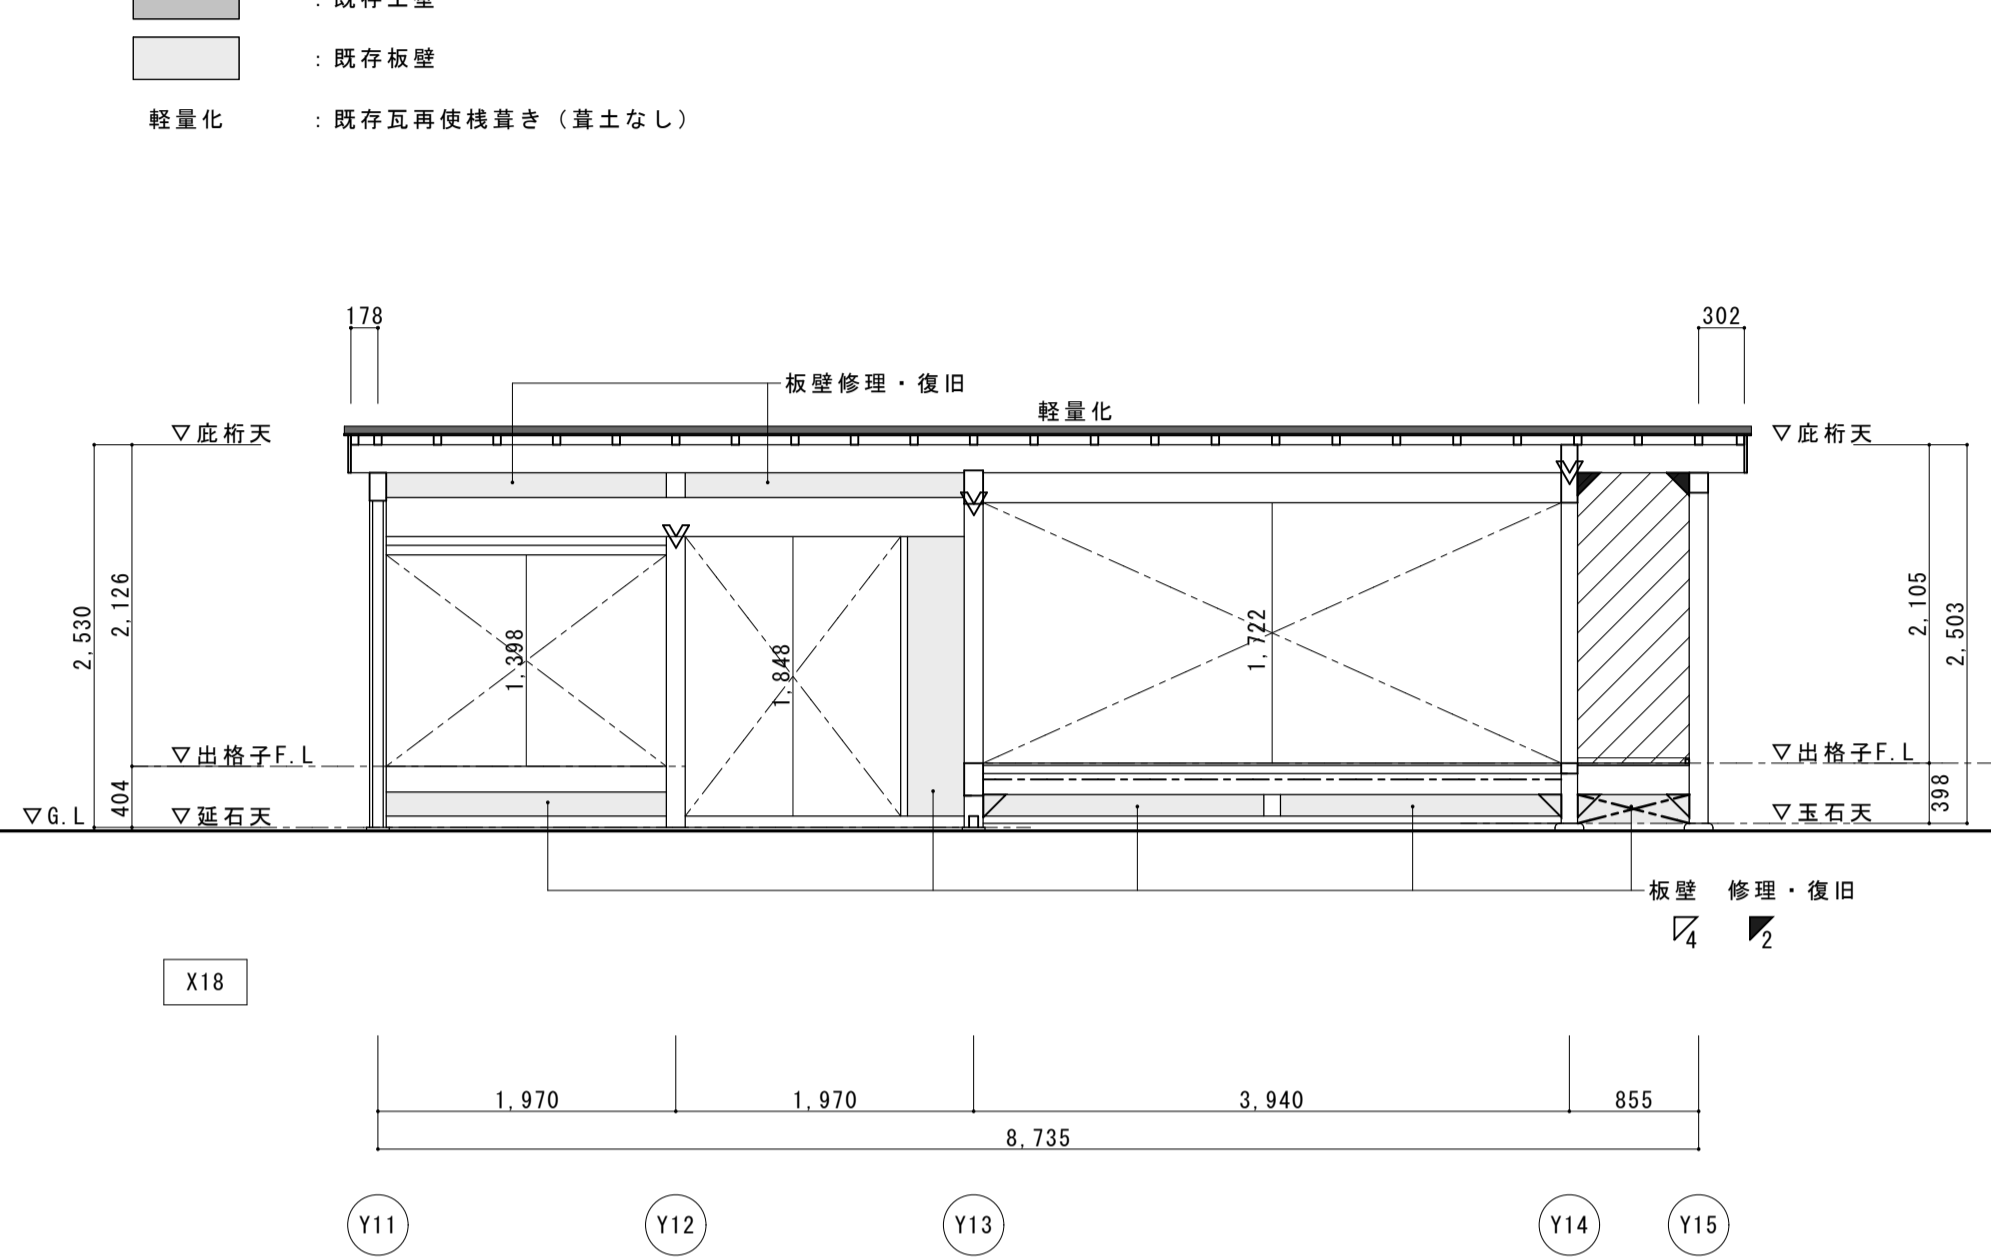 ：既存土壁
：既存板壁
軽量化 ：既存瓦再使桟葺き（葺土なし）
178
302
板壁修理・復旧
軽量化
▽庇桁天
▽庇桁天
2,530
2,126
404
1,398
1,848
1,722
2,105
2,503
398
▽出格子F.L
▽出格子F.L
▽G.L
▽延石天
▽玉石天
板壁 修理・復旧
4 2
X18
1,970 1,970 3,940 855
8,735
Y11 Y12 Y13 Y14 Y15